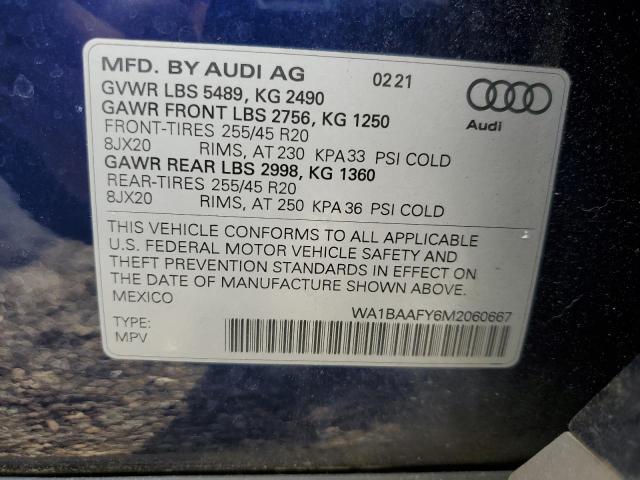 MFD. BY AUDI AG 0221
GVWR LBS 5489, KG 2490
GAWR FRONT LBS 2756, KG 1250
FRONT-TIRES 255/45 R20
8JX20 RIMS, AT 230 KPA 33 PSI COLD
GAWR REAR LBS 2998, KG 1360
REAR-TIRES 255/45 R20
8JX20 RIMS, AT 250 KPA 36 PSI COLD
Audi
THIS VEHICLE CONFORMS TO ALL APPLICABLE
U.S. FEDERAL MOTOR VEHICLE SAFETY AND
THEFT PREVENTION STANDARDS IN EFFECT ON
THE DATE OF MANUFACTURE SHOWN ABOVE.
MEXICO WA1BAAFY6M2060667
TYPE:
MPV